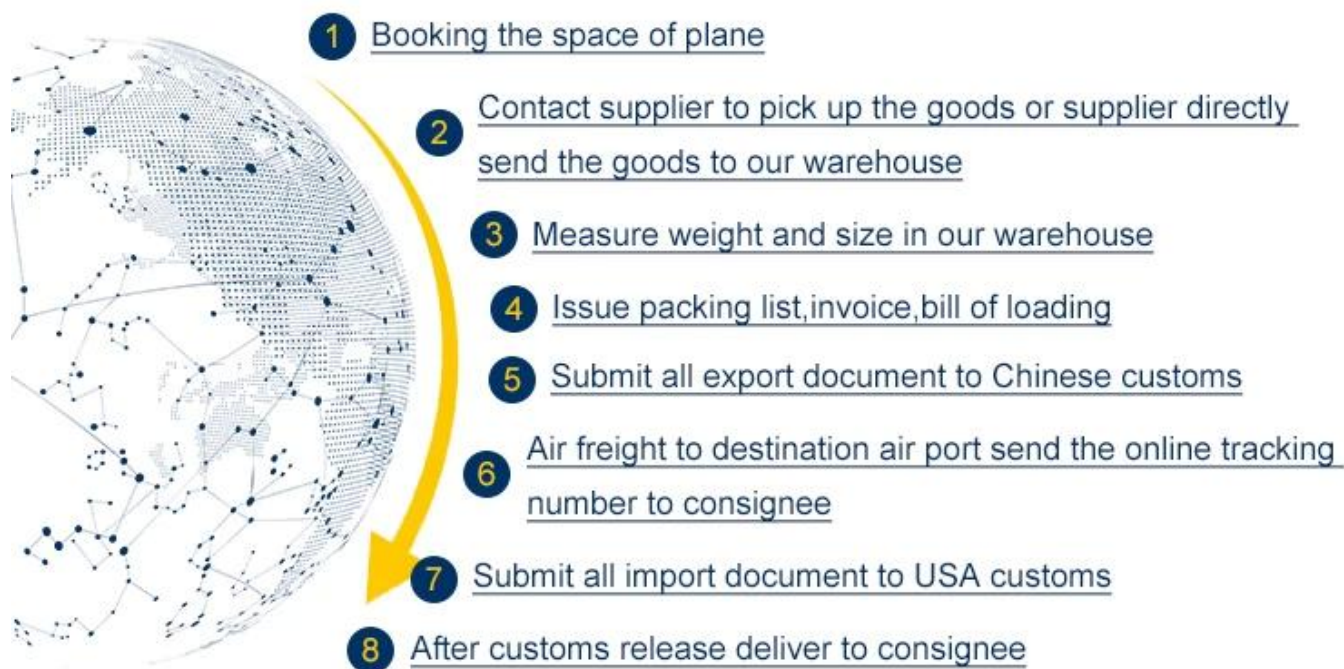 1 Booking the space of plane
2 Contact supplier to pick up the goods or supplier directly
send the goods to our warehouse
3 Measure weight and size in our warehouse
4 Issue packing list,invoice,bill of loading
5 Submit all export document to Chinese customs
6 Air freight to destination air port send the online tracking
number to consignee
7 Submit all import document to USA customs
8 After customs release deliver to consignee